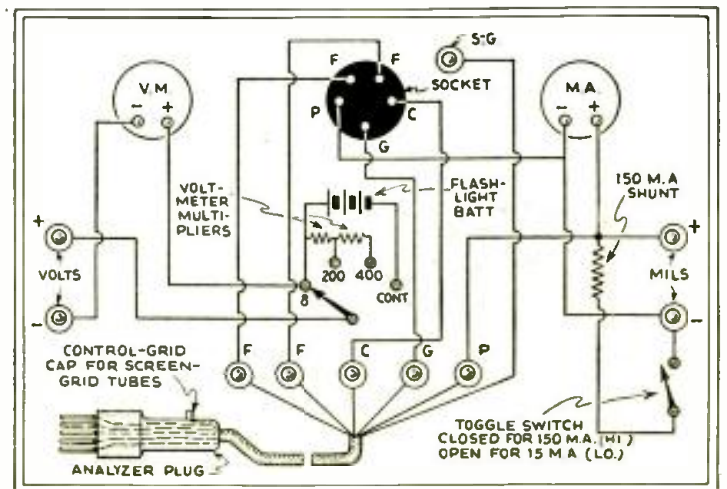 S-G
F F
SOCKET
V.M.
- +
P C
G
M.A.
- +
150 M.A
SHUNT
VOLT-
METER
MULTI-
PLIERS
FLASH-
LIGHT
BATT
+
VOLTS
-
200 400
8
CONT
+
MILS
-
F F C G P
CONTROL-GRID
CAP FOR SCREEN-
GRID TUBES
ANALYZER PLUG
TOGGLE SWITCH
CLOSED FOR 150 M.A. (HI.)
OPEN FOR 15 M A (LO.)